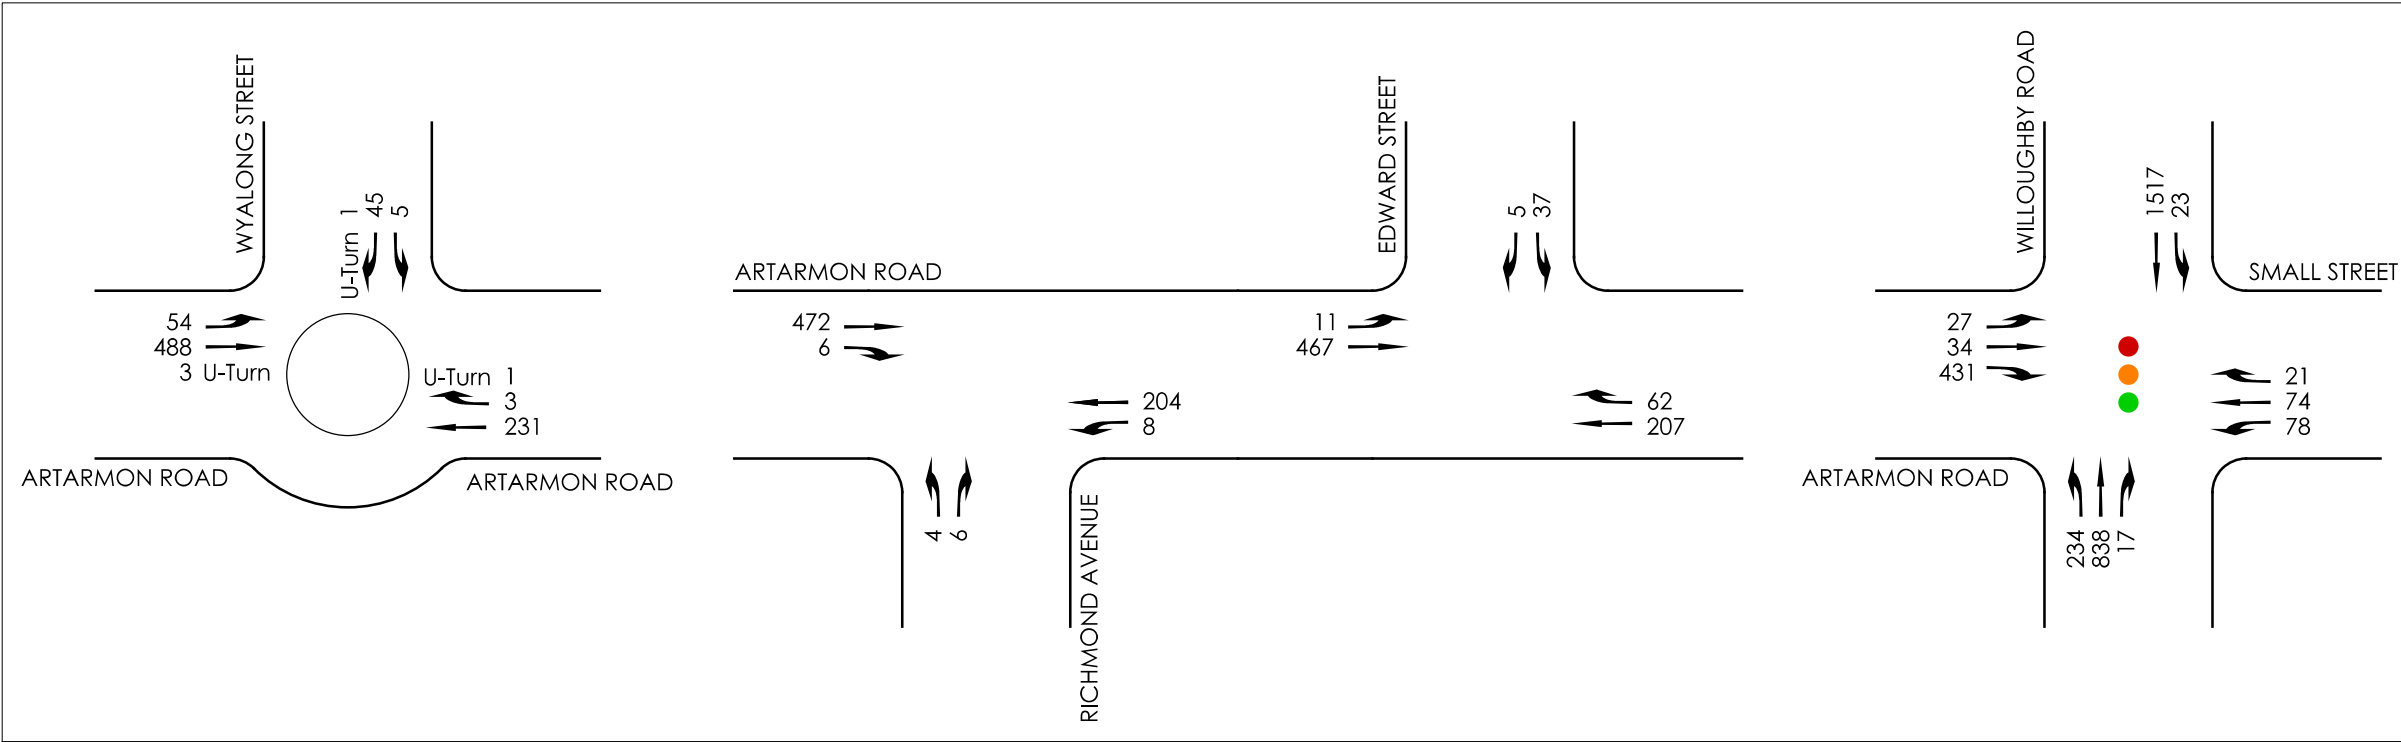 WYALONG STREET
U-Turn 1
45
5
54
488
3 U-Turn
U-Turn 1
3
231
ARTARMON ROAD
ARTARMON ROAD
ARTARMON ROAD
472
6
204
8
4
6
RICHMOND AVENUE
EDWARD STREET
5
37
11
467
62
207
WILLOUGHBY ROAD
1517
23
SMALL STREET
27
34
431
21
74
78
ARTARMON ROAD
234
838
17